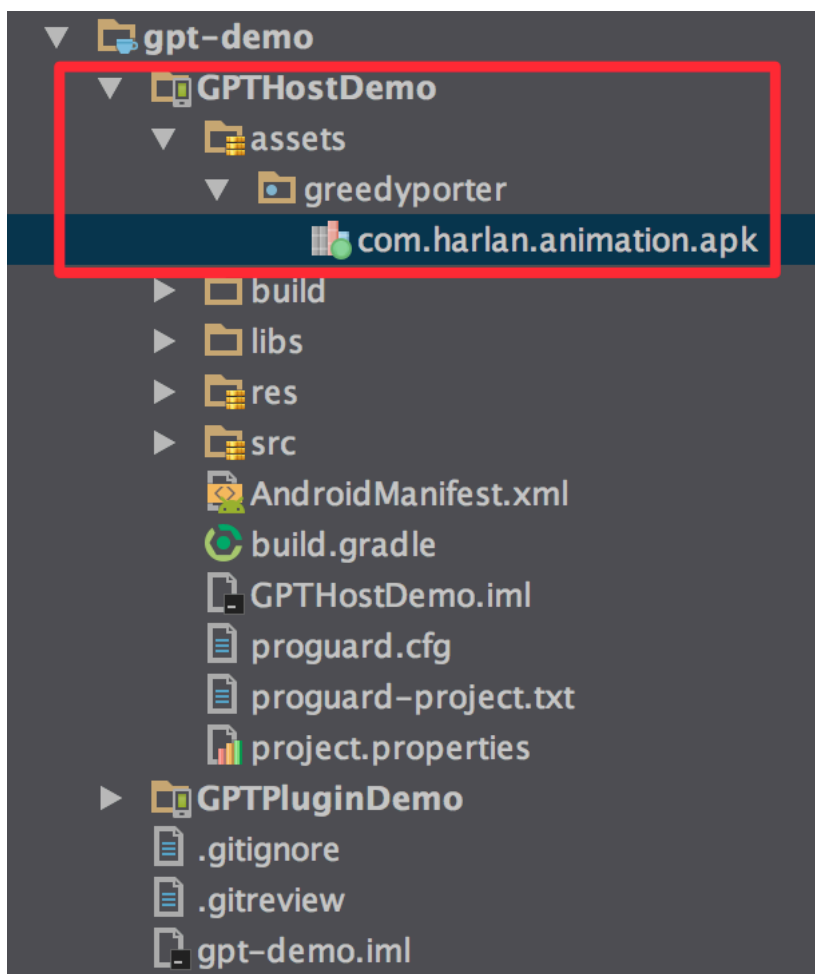 gpt-demo
GPTHostDemo
assets
greedyporter
com.harlan.animation.apk
build
libs
res
src
AndroidManifest.xml
build.gradle
GPTHostDemo.iml
proguard.cfg
proguard-project.txt
project.properties
GPTPluginDemo
.gitignore
.gitreview
gpt-demo.iml